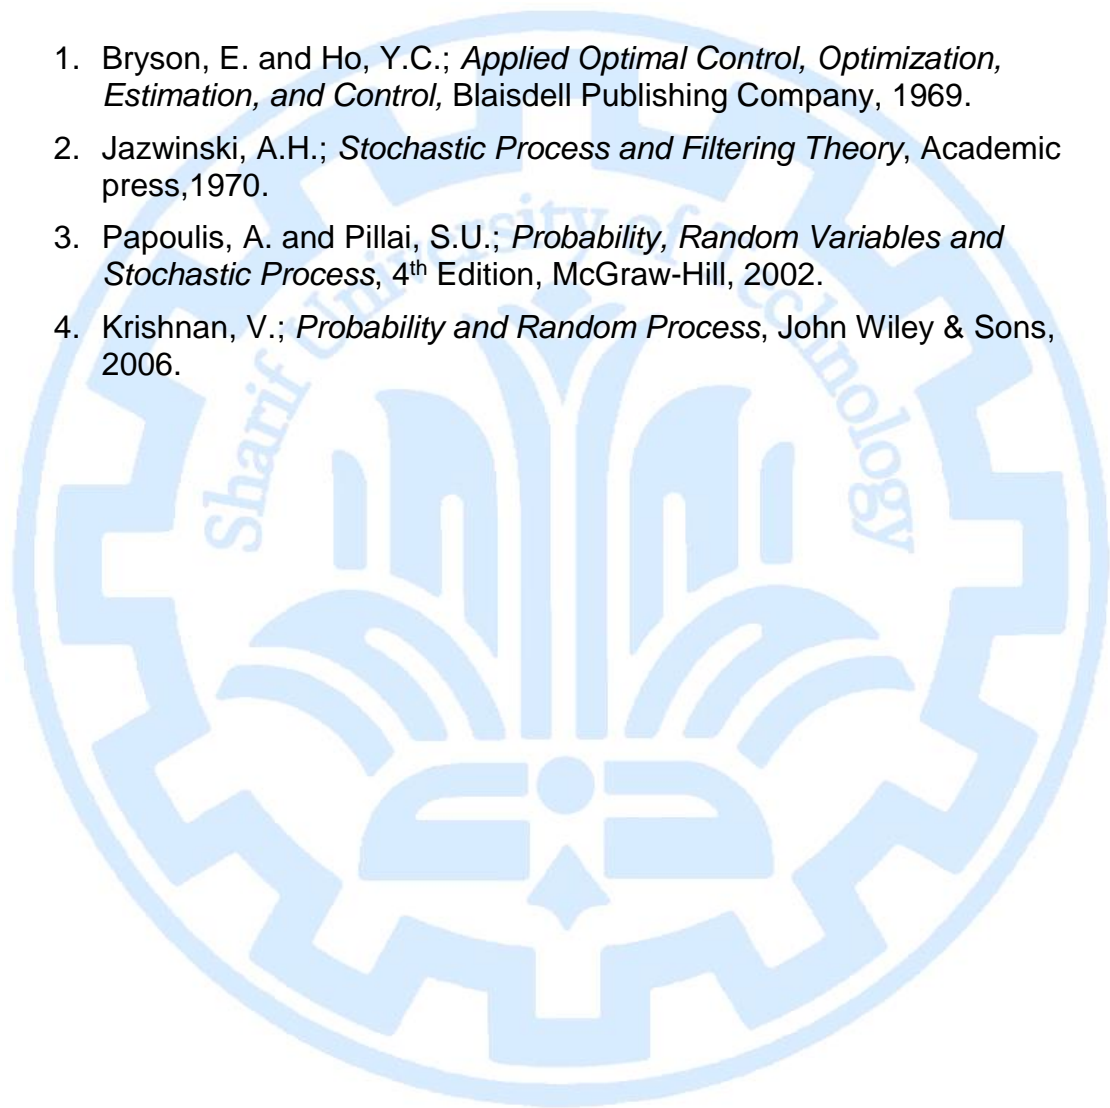 1. Bryson, E. and Ho, Y.C.; Applied Optimal Control, Optimization,
Estimation, and Control, Blaisdell Publishing Company, 1969.
2. Jazwinski, A.H.; Stochastic Process and Filtering Theory, Academic
press,1970.
3. Papoulis, A. and Pillai, S.U.; Probability, Random Variables and
Stochastic Process, 4th Edition, McGraw-Hill, 2002.
4. Krishnan, V.; Probability and Random Process, John Wiley & Sons,
2006.
Sharif University of Technology